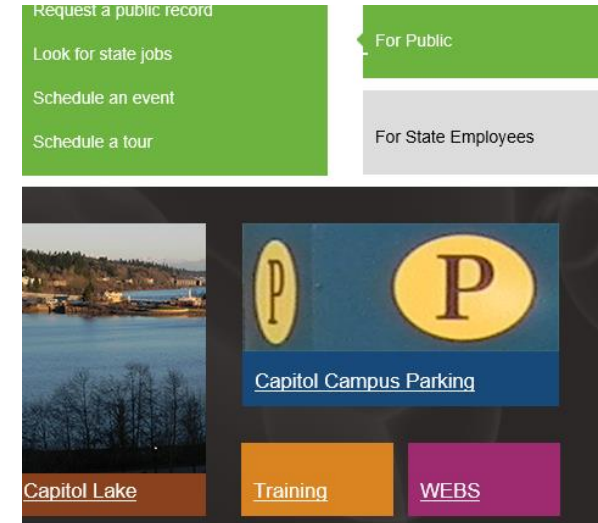 Request a public record
Look for state jobs
Schedule an event
Schedule a tour
For Public
For State Employees
P
P
Capitol Campus Parking
Capitol Lake
Training
WEBS